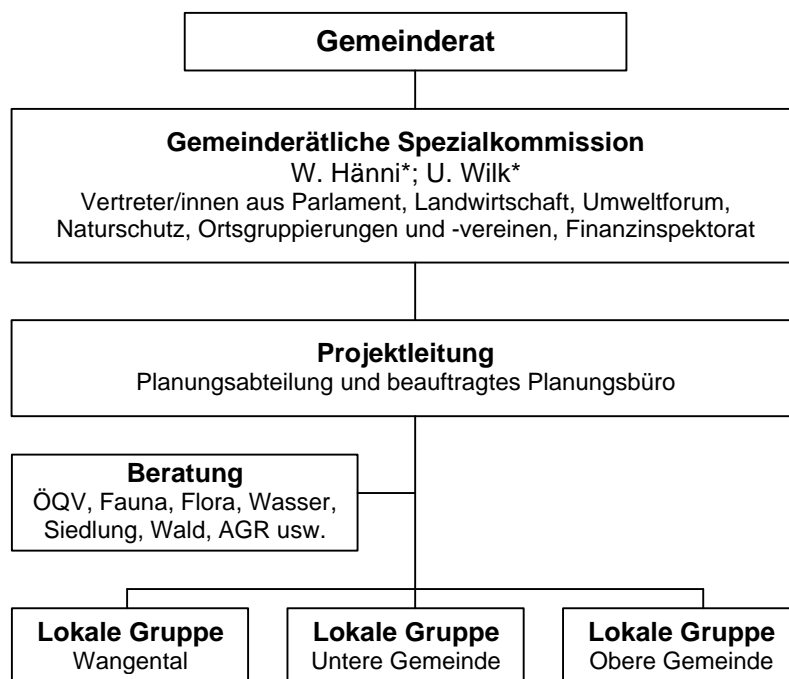 Gemeinderat
Gemeinderätliche Spezialkommission
W. Hänni*; U. Wilk*
Vertreter/innen aus Parlament, Landwirtschaft, Umweltforum,
Naturschutz, Ortsgruppierungen und -vereinen, Finanzinspektorat
Projektleitung
Planungsabteilung und beauftragtes Planungsbüro
Beratung
ÖQV, Fauna, Flora, Wasser,
Siedlung, Wald, AGR usw.
Lokale Gruppe
Wangental
Lokale Gruppe
Untere Gemeinde
Lokale Gruppe
Obere Gemeinde